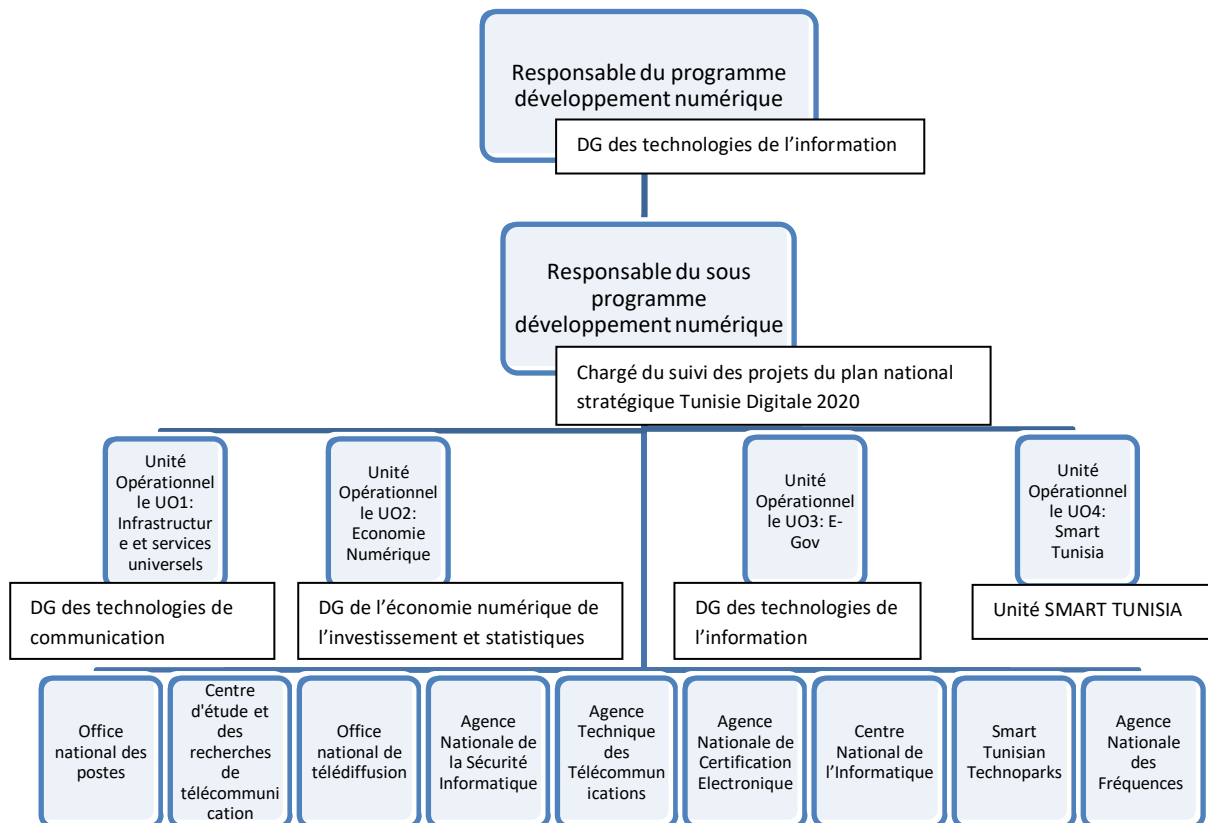 Responsable du programme
développement numérique
DG des technologies de l’information
Responsable du sous
programme
développement numérique
Chargé du suivi des projets du plan national
stratégique Tunisie Digitale 2020
Unité
Opérationnel
le UO1:
Infrastructur
e et services
universels
DG des technologies de
communication
Unité
Opérationnel
le UO2:
Economie
Numérique
DG de l’économie numérique de
l’investissement et statistiques
Unité
Opérationnel
le UO3: E-
Gov
DG des technologies de
l’information
Unité
Opérationnel
le UO4:
Smart
Tunisia
Unité SMART TUNISIA
Office
national des
postes
Centre
d'étude et
des
recherches
de
télécommuni
cation
Office
national de
télédiffusion
Agence
Nationale de
la Sécurité
Informatique
Agence
Technique
des
Télécommun
ications
Agence
Nationale de
Certification
Electronique
Centre
National de
l’Informatique
Smart
Tunisian
Technoparks
Agence
Nationale
des
Fréquences